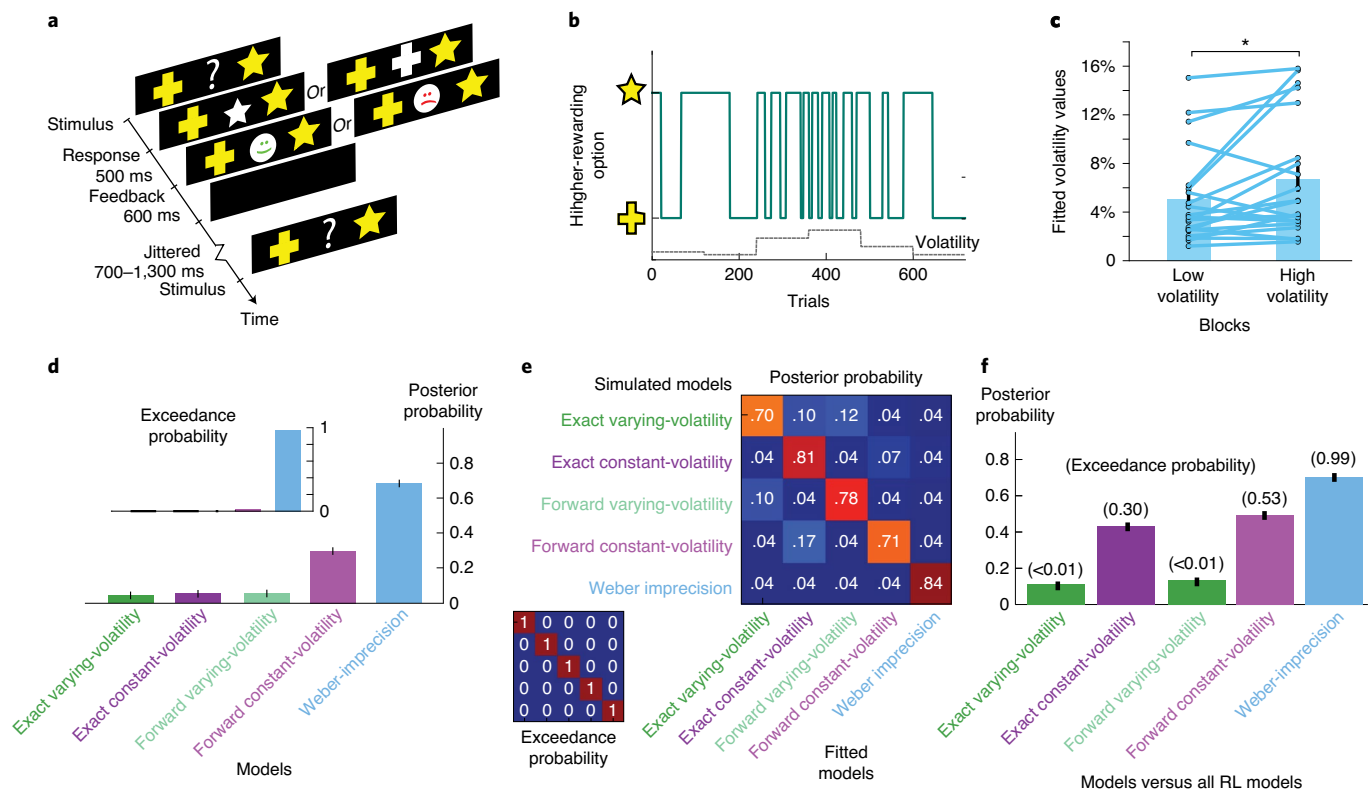 a
?
Or
Or
?
Stimulus
Response
500 ms
Feedback
600 ms
Jittered
700–1,300 ms
Stimulus
Time
b
Hihgher-rewarding
option
Volatility
0
200
400
600
Trials
c
*
16%
12%
8%
4%
0
Fitted volatility values
Low
volatility
High
volatility
Blocks
d
Exceedance
probability
1
0
Posterior
probability
0.8
0.6
0.4
0.2
0
Exact varying-volatility
Exact constant-volatility
Forward varying-volatility
Forward constant-volatility
Weber-imprecision
Models
e
Simulated models
Posterior probability
Exact varying-volatility
.70 .10 .12 .04 .04
Exact constant-volatility
.04 .81 .04 .07 .04
Forward varying-volatility
.10 .04 .78 .04 .04
Forward constant-volatility
.04 .17 .04 .71 .04
Weber imprecision
.04 .04 .04 .04 .84
1 0 0 0 0
0 1 0 0 0
0 0 1 0 0
0 0 0 1 0
0 0 0 0 1
Exceedance
probability
Exact varying-volatility
Exact constant-volatility
Forward varying-volatility
Forward constant-volatility
Weber imprecision
Fitted
models
f
Posterior
probability
0.8
0.6
0.4
0.2
0
(Exceedance probability)
(<0.01)
(0.30)
(<0.01)
(0.53)
(0.99)
Exact varying-volatility
Exact constant-volatility
Forward varying-volatility
Forward constant-volatility
Weber-imprecision
Models versus all RL models